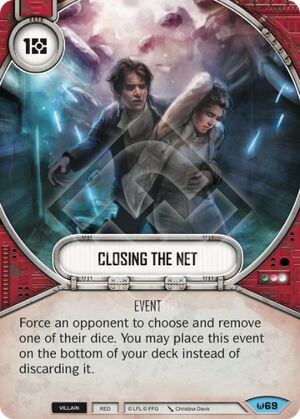 1
CLOSING THE NET
EVENT
Force an opponent to choose and remove
one of their dice. You may place this event
on the bottom of your deck instead of
discarding it.
VILLAIN RED © LFL © FFG Christina Davis 69